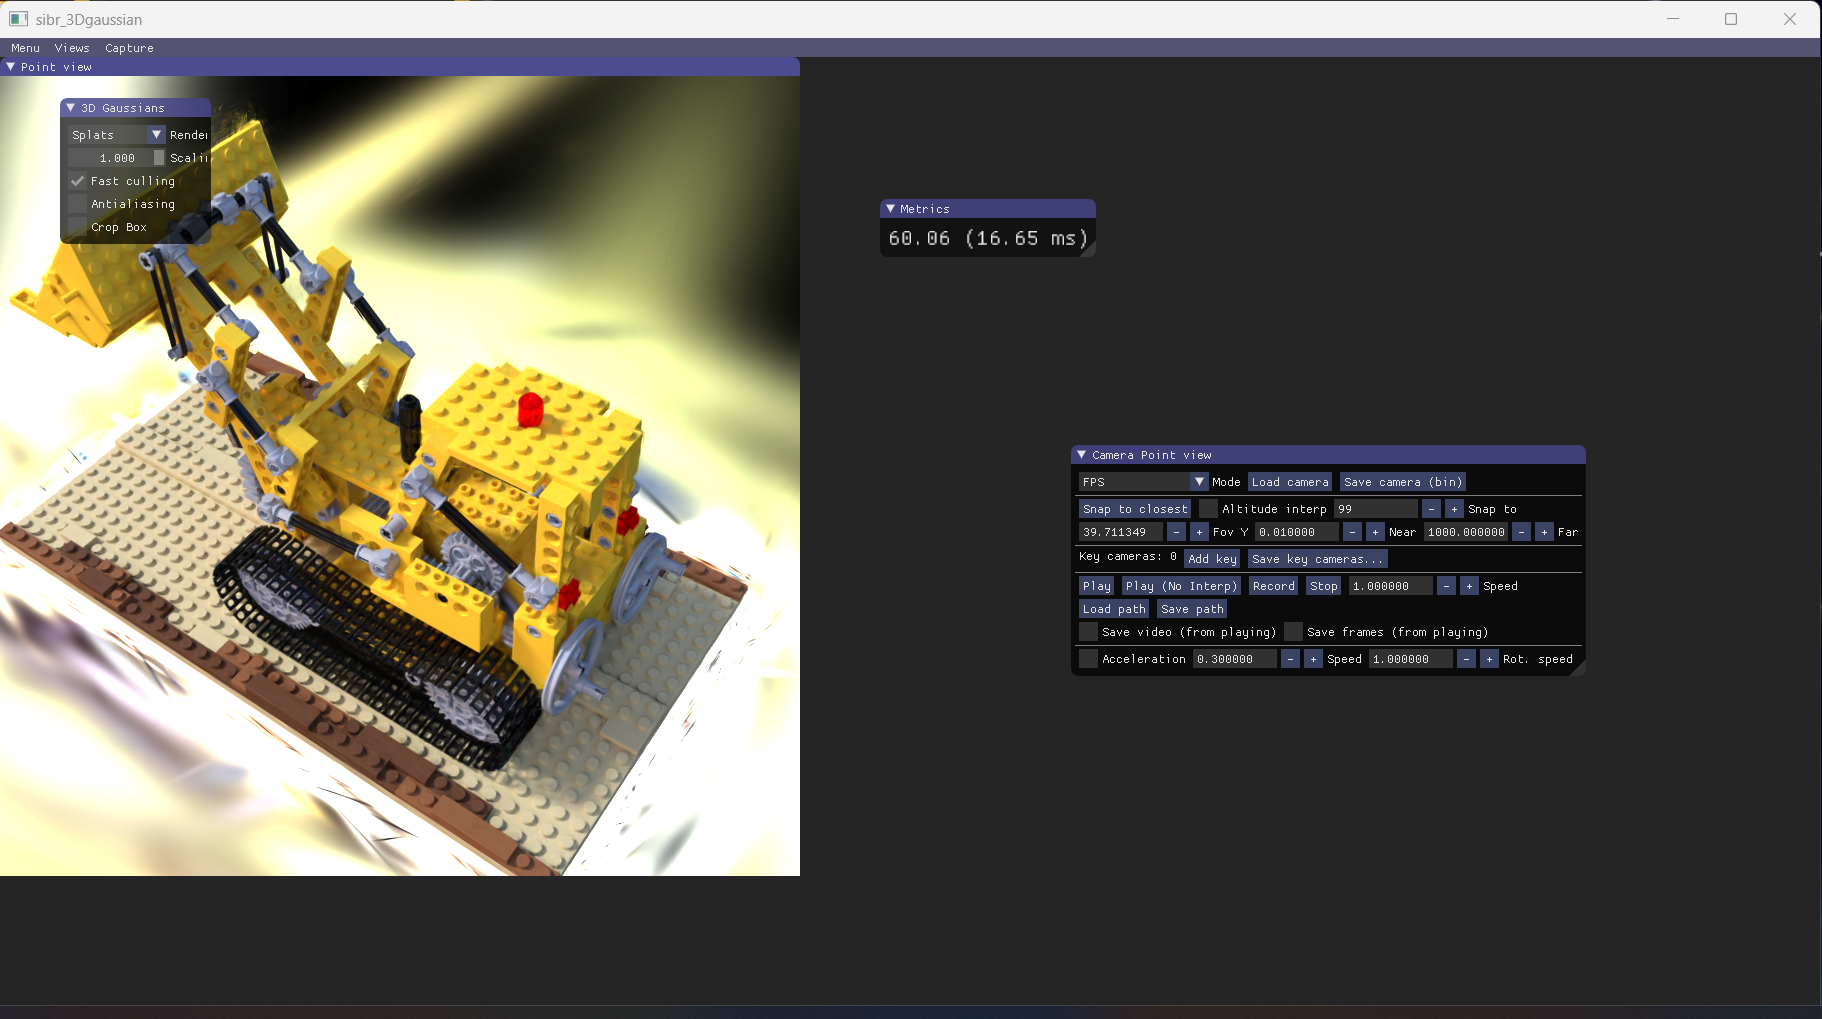 sibr_3Dgaussian
Menu Views Capture
Point view
3D Gaussians
Splats Render
1.000
Fast culling
Antialiasing
Crop Box
Metrics
60.06 (16.65 ms)
Camera Point view
FPS Mode Load camera Save camera (bin)
Snap to closest Altitude interp 99 - + Snap to
39.711349 - + Fov Y 0.010000 - + Near 1000.000000 - + Far
Key cameras: 0 Add key Save key cameras...
Play Play (No Interp) Record Stop 1.000000 - + Speed
Load path Save path
Save video (from playing) Save frames (from playing)
Acceleration 0.300000 - + Speed 1.000000 - + Rot. speed